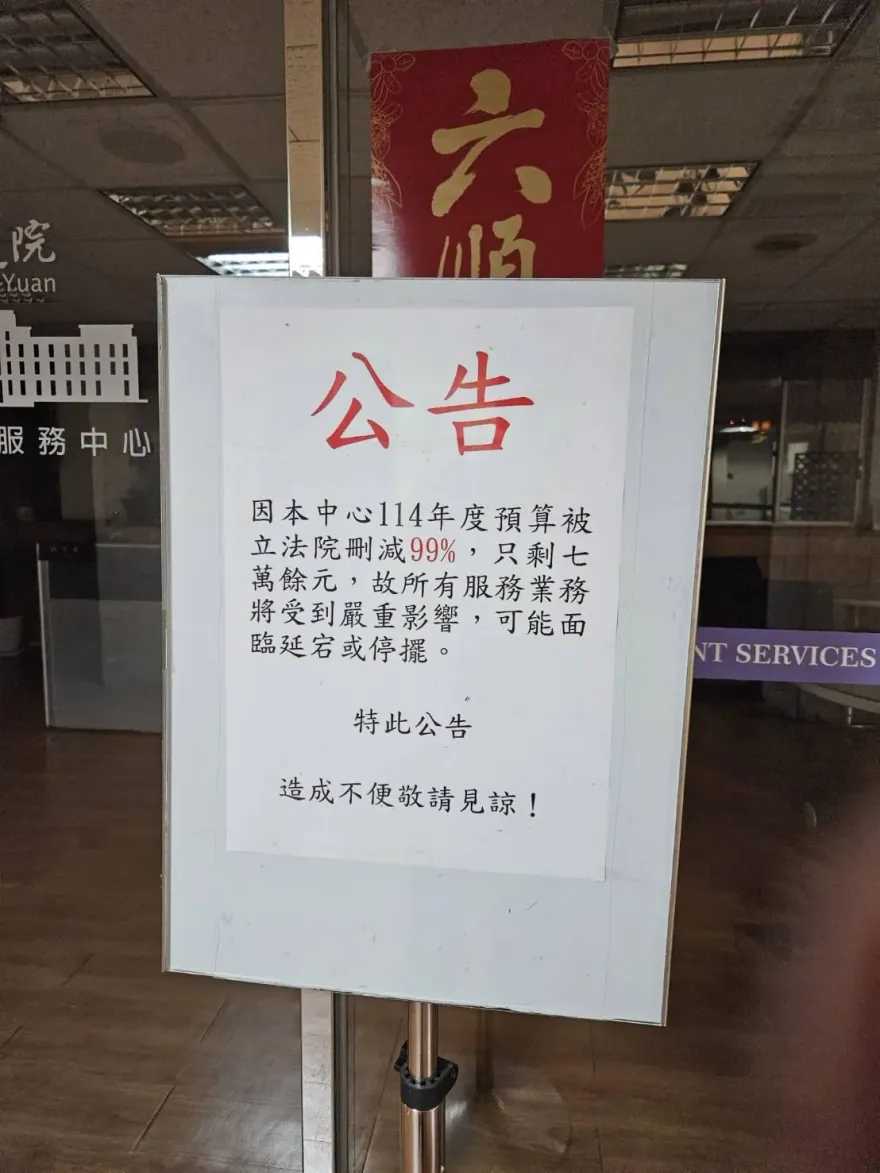 六
順
院
Yuan
服務中心
公告
因本中心114年度預算被
立法院刪減99%，只剩七
萬餘元，故所有服務業務
將受到嚴重影響，可能面
臨延宕或停擺。
特此公告
造成不便敬請見諒！
NT SERVICES